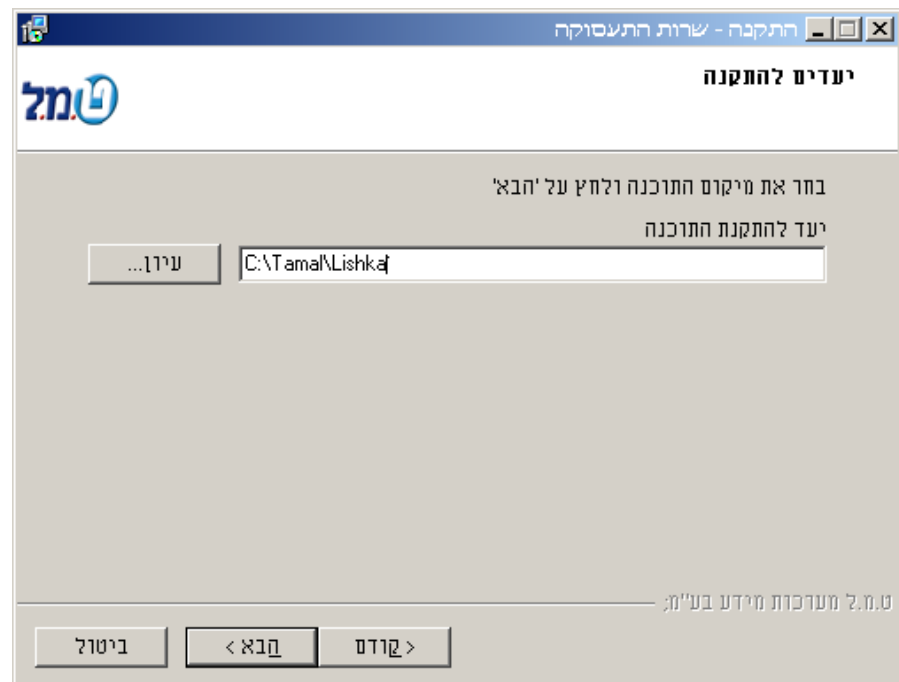 התקנה - שרות התעסוקה
יעדים להתקנה
ט.מ.ל
בחר את מיקום התוכנה ולחץ על 'הבא'
יעד להתקנת התוכנה
C:\Tamal\Lishka
עיון...
ט.מ.ל מערכות מידע בע"מ;
< קודם
הבא >
ביטול